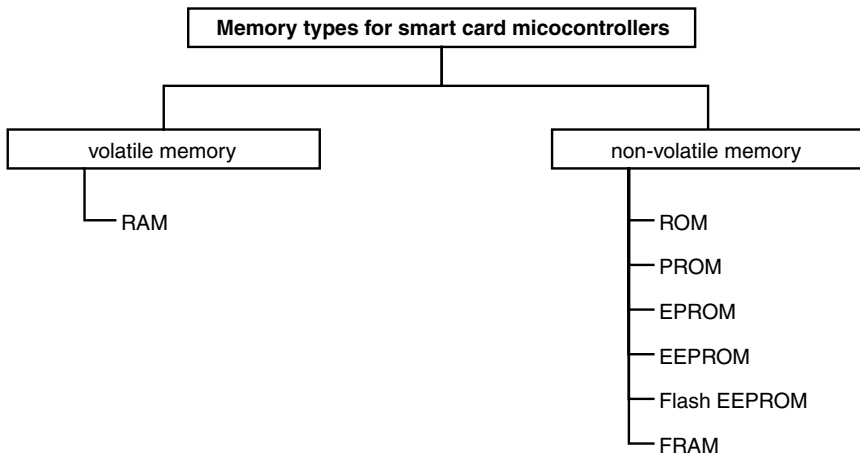 Memory types for smart card micocontrollers
volatile memory
non-volatile memory
RAM
ROM
PROM
EPROM
EEPROM
Flash EEPROM
FRAM